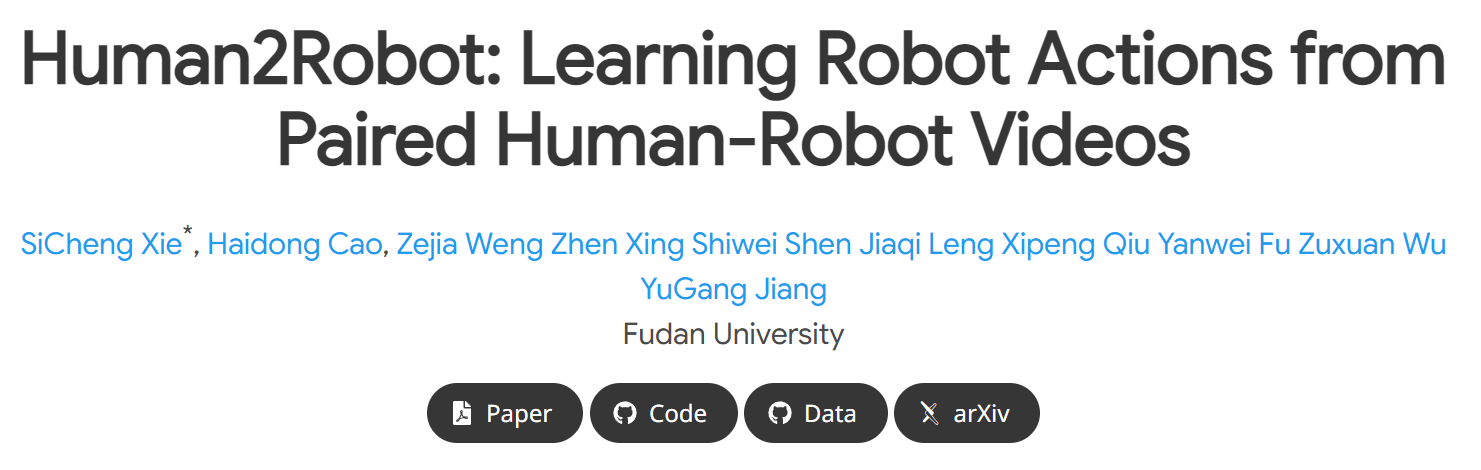 Human2Robot: Learning Robot Actions from
Paired Human-Robot Videos
SiCheng Xie*, Haidong Cao, Zejia Weng Zhen Xing Shiwei Shen Jiaqi Leng Xipeng Qiu Yanwei Fu Zuxuan Wu
YuGang Jiang
Fudan University
Paper Code Data arXiv